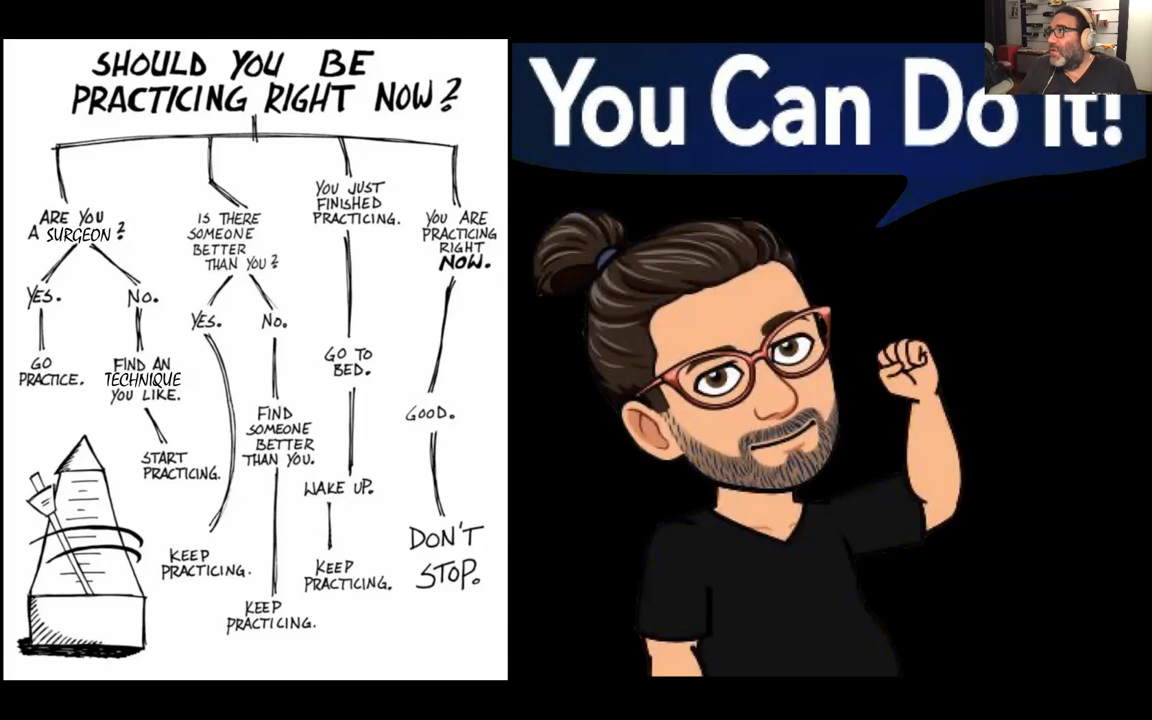 SHOULD YOU BE
PRACTICING RIGHT NOW?
ARE YOU
A SURGEON?
YES.
GO
PRACTICE.
NO.
FIND AN
TECHNIQUE
YOU LIKE.
START
PRACTICING.
IS THERE
SOMEONE
BETTER
THAN YOU?
YES.
KEEP
PRACTICING.
NO.
FIND
SOMEONE
BETTER
THAN YOU.
KEEP
PRACTICING.
YOU JUST
FINISHED
PRACTICING.
GO TO
BED.
WAKE UP.
KEEP
PRACTICING.
YOU ARE
PRACTICING
RIGHT
NOW.
GOOD.
DON'T
STOP.
You Can Do It!